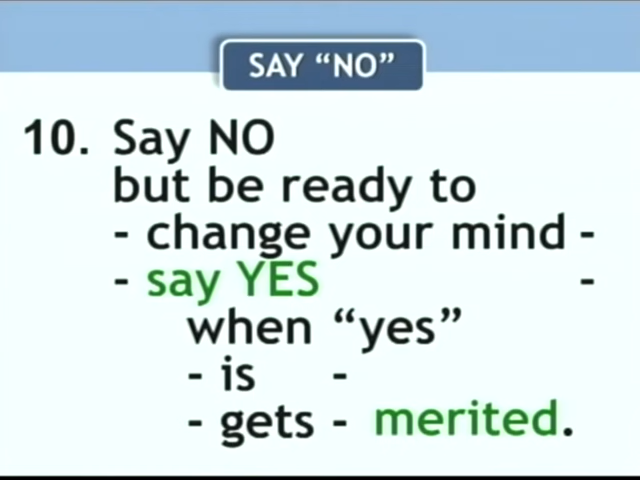 SAY “NO”
10. Say NO
but be ready to
- change your mind -
- say YES -
when “yes”
- is -
- gets - merited.